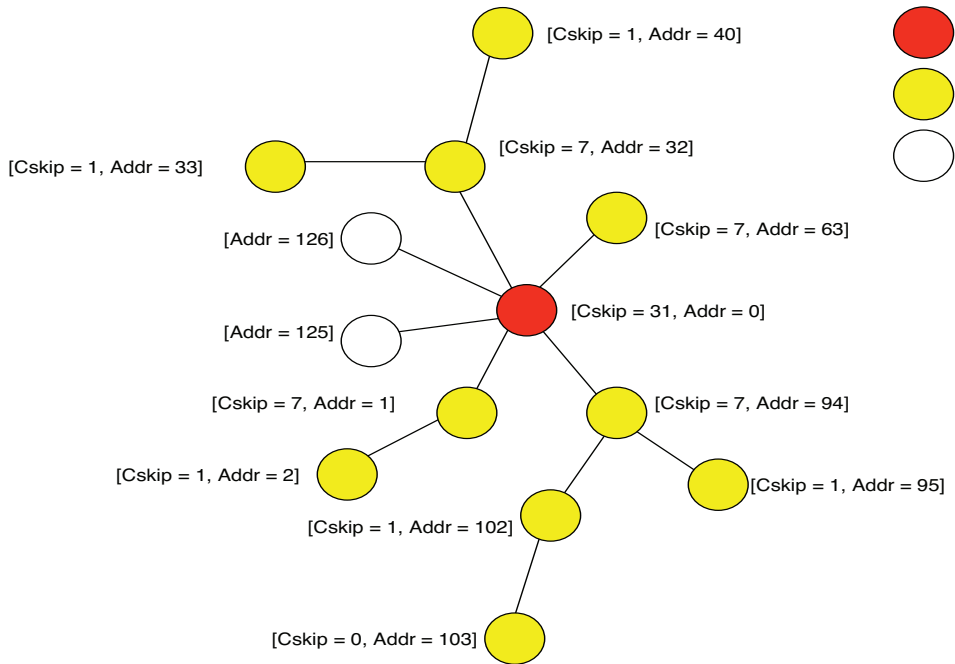 [Cskip = 1, Addr = 40]
[Cskip = 7, Addr = 32]
[Cskip = 1, Addr = 33]
[Cskip = 7, Addr = 63]
[Addr = 126]
[Cskip = 31, Addr = 0]
[Addr = 125]
[Cskip = 7, Addr = 1]
[Cskip = 7, Addr = 94]
[Cskip = 1, Addr = 2]
[Cskip = 1, Addr = 95]
[Cskip = 1, Addr = 102]
[Cskip = 0, Addr = 103]